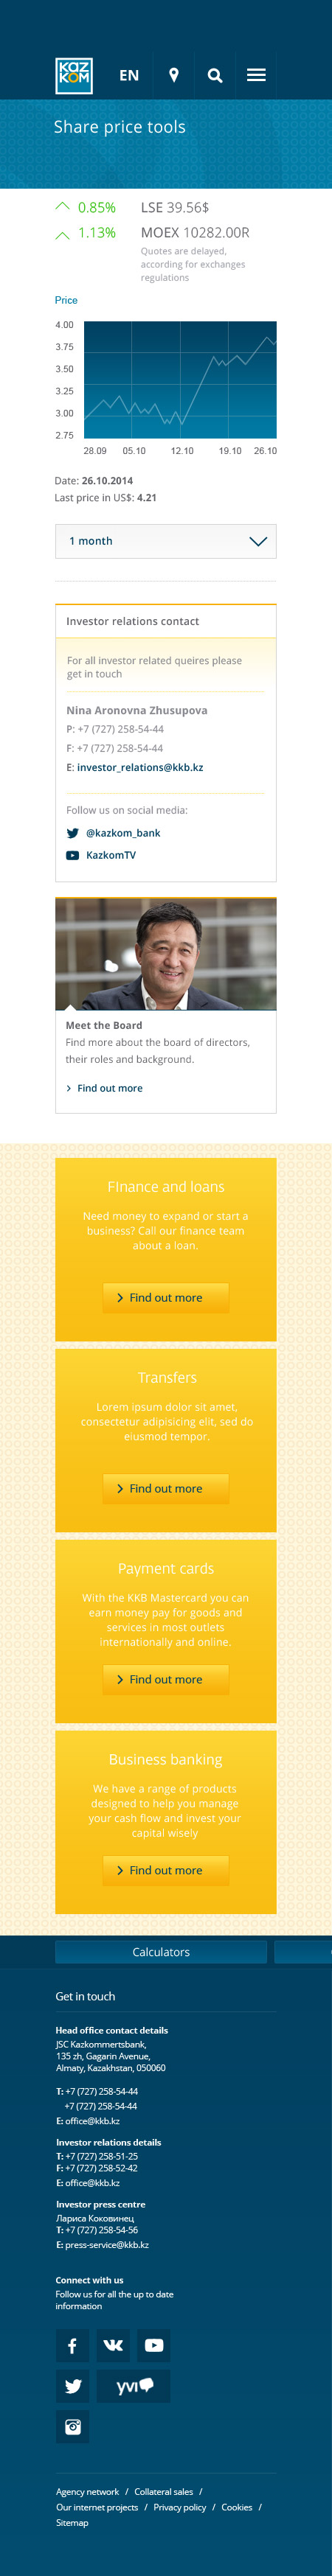 KAZ
KOM
EN
Share price tools
0.85%
LSE 39.56$
1.13%
MOEX 10282.00R
Quotes are delayed,
according for exchanges
regulations
Price
4.00
3.75
3.50
3.25
3.00
2.75
28.09 05.10 12.10 19.10 26.10
Date: 26.10.2014
Last price in US$: 4.21
1 month
Investor relations contact
For all investor related queires please
get in touch
Nina Aronovna Zhusupova
P: +7 (727) 258-54-44
F: +7 (727) 258-54-44
E: investor_relations@kkb.kz
Follow us on social media:
@kazkom_bank
KazkomTV
Meet the Board
Find more about the board of directors,
their roles and background.
Find out more
Finance and loans
Need money to expand or start a
business? Call our finance team
about a loan.
Find out more
Transfers
Lorem ipsum dolor sit amet,
consectetur adipisicing elit, sed do
eiusmod tempor.
Find out more
Payment cards
With the KKB Mastercard you can
earn money pay for goods and
services in most outlets
internationally and online.
Find out more
Business banking
We have a range of products
designed to help you manage
your cash flow and invest your
capital wisely
Find out more
Calculators
Get in touch
Head office contact details
JSC Kazkommertsbank,
135 zh, Gagarin Avenue,
Almaty, Kazakhstan, 050060
T: +7 (727) 258-54-44
+7 (727) 258-54-44
E: office@kkb.kz
Investor relations details
T: +7 (727) 258-51-25
F: +7 (727) 258-52-42
E: office@kkb.kz
Investor press centre
Лариса Коковинец
T: +7 (727) 258-54-56
E: press-service@kkb.kz
Connect with us
Follow us for all the up to date
information
yvi
Agency network / Collateral sales /
Our internet projects / Privacy policy / Cookies /
Sitemap